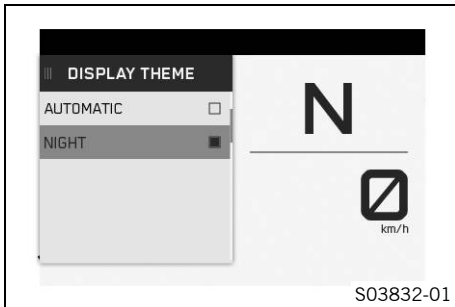 DISPLAY THEME
AUTOMATIC
NIGHT
N
0
km/h
S03832-01